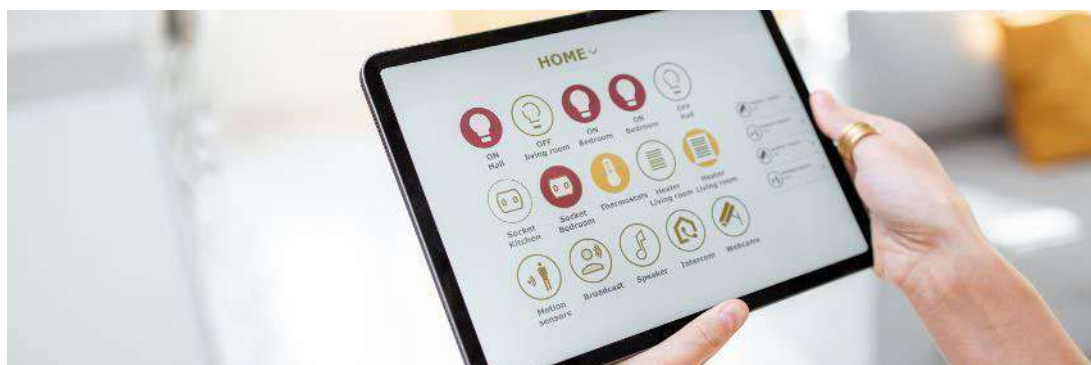 HOME
ON
Hall
OFF
living room
ON
Bedroom
ON
Bedroom
OFF
Hall
Socket
Kitchen
Socket
Bedroom
Thermostats
Heater
Living room
Heater
Living room
Motion
sensors
Broadcast
Speaker
Intercom
Webcams